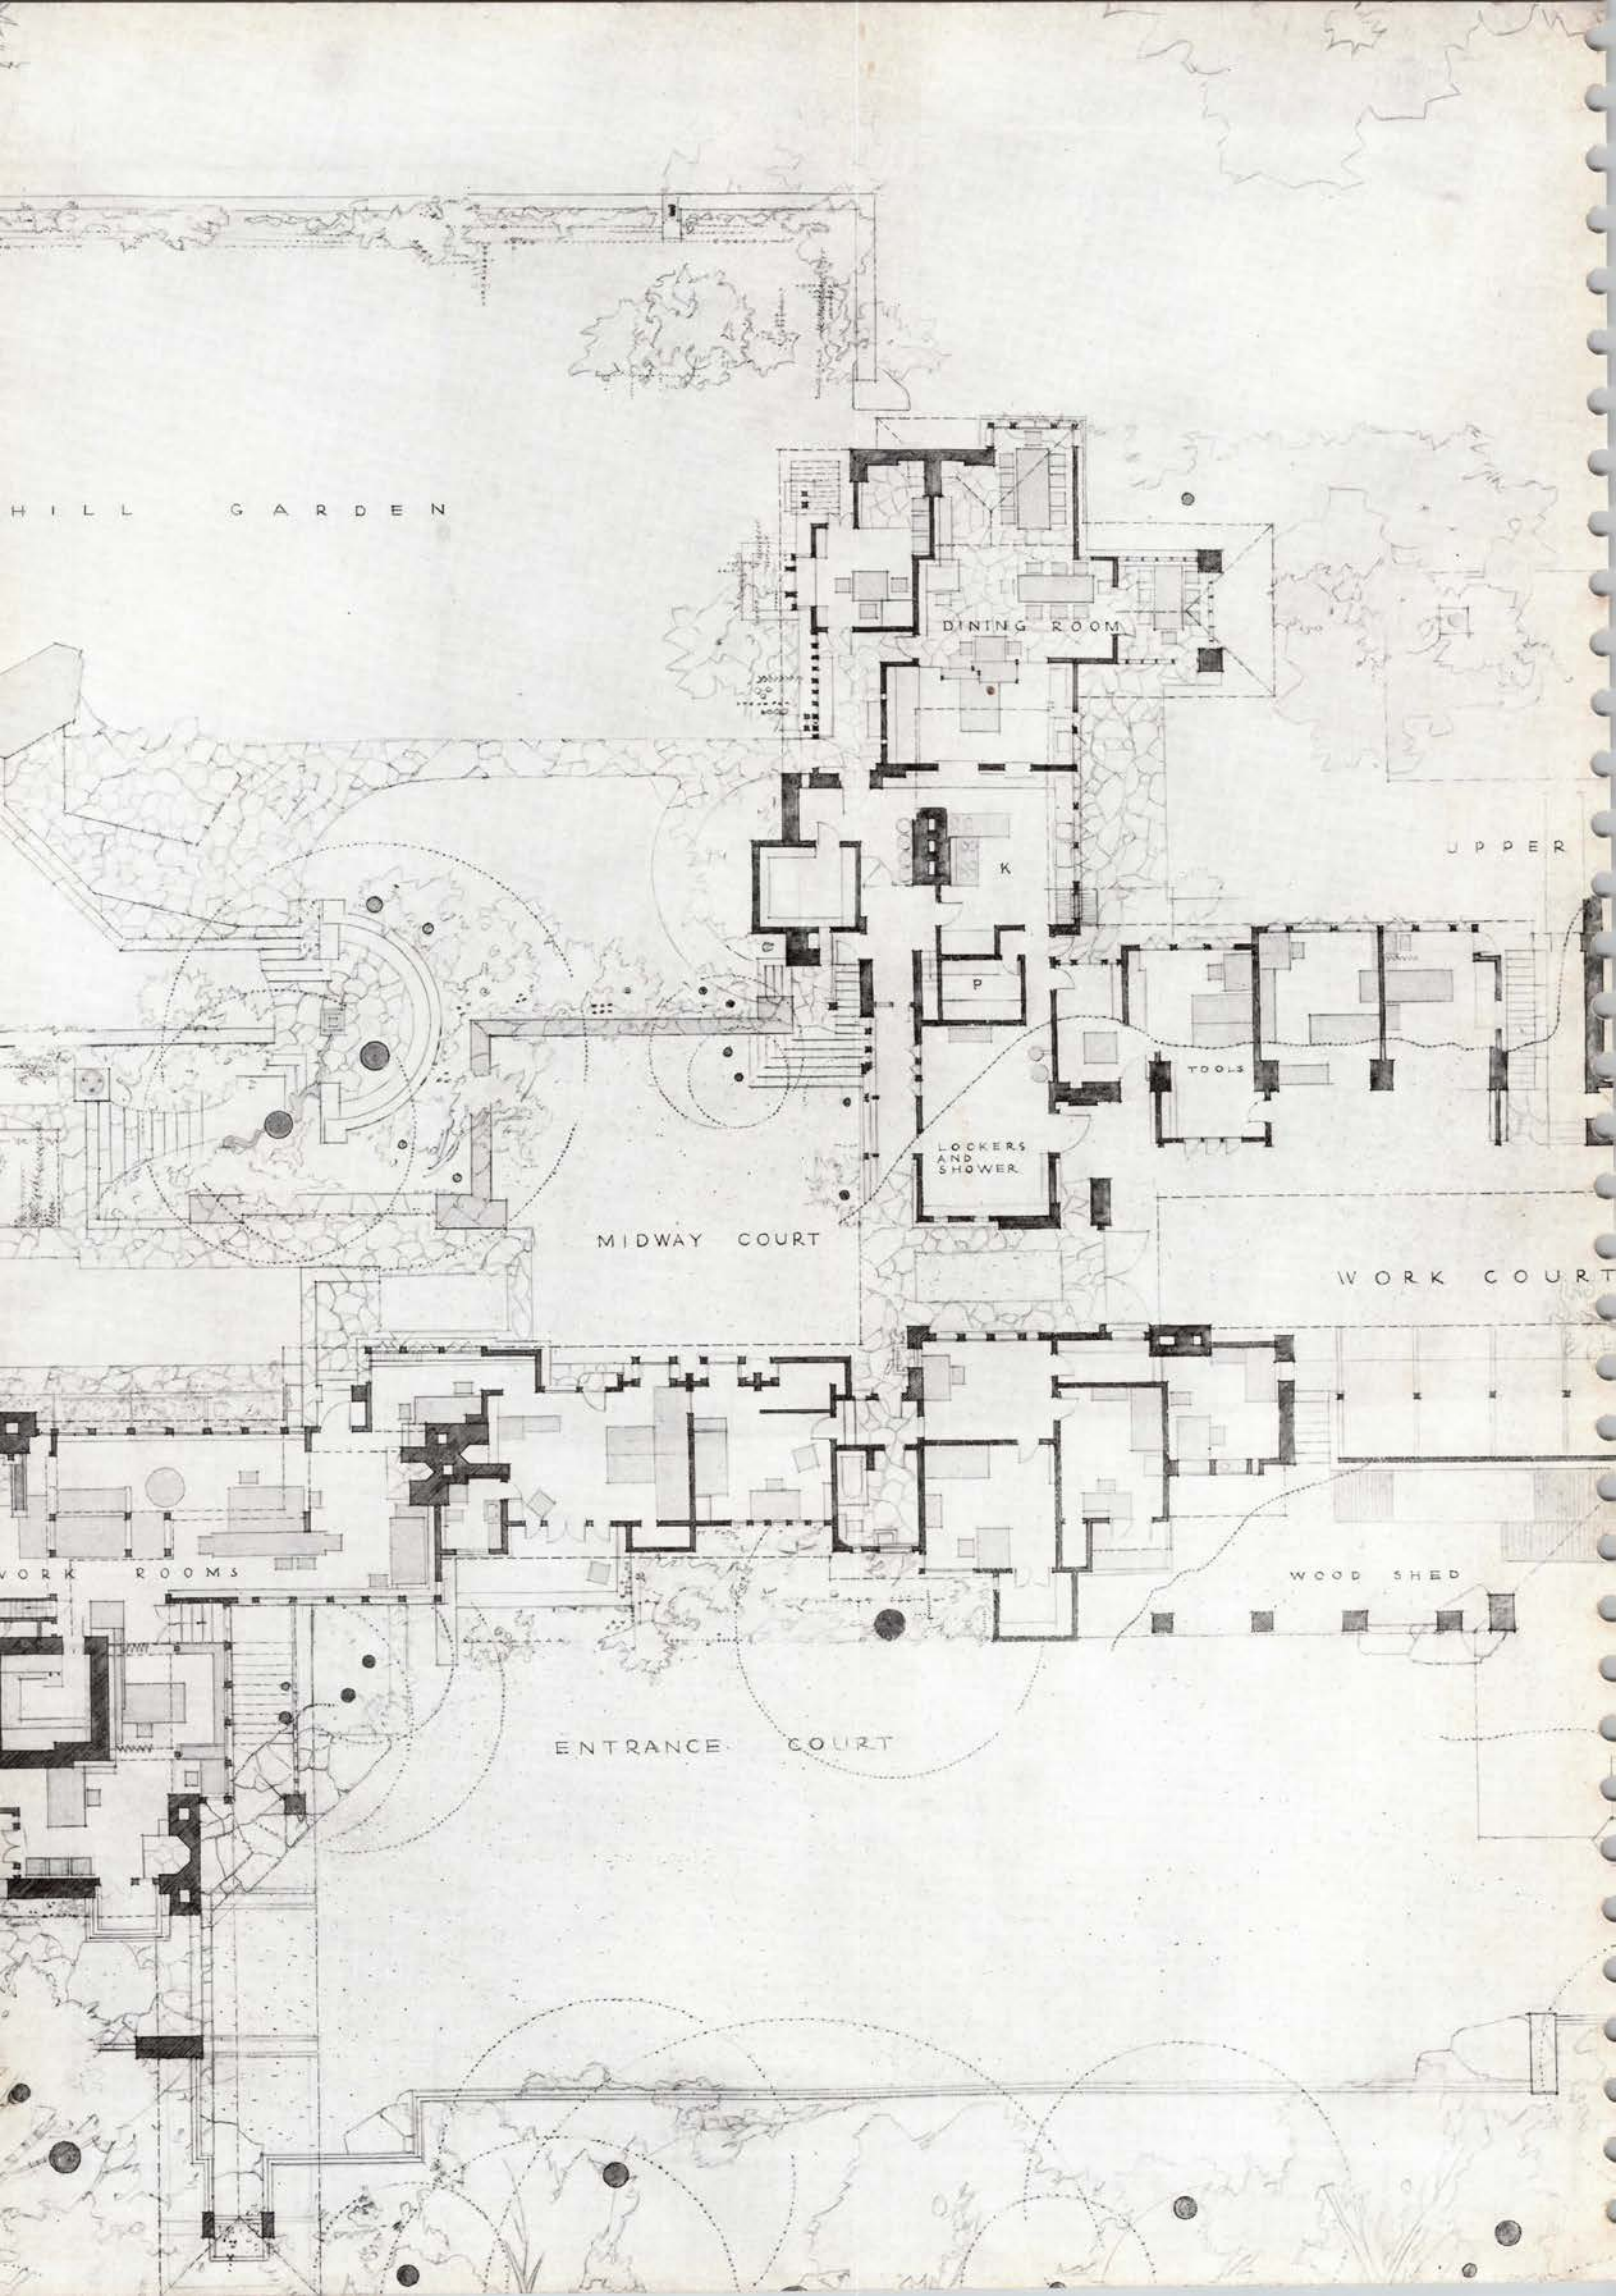 HILL GARDEN
DINING ROOM
UPPER
K
P
TOOLS
LOCKERS
AND
SHOWER
MIDWAY COURT
WORK COURT
WORK ROOMS
WOOD SHED
ENTRANCE COURT